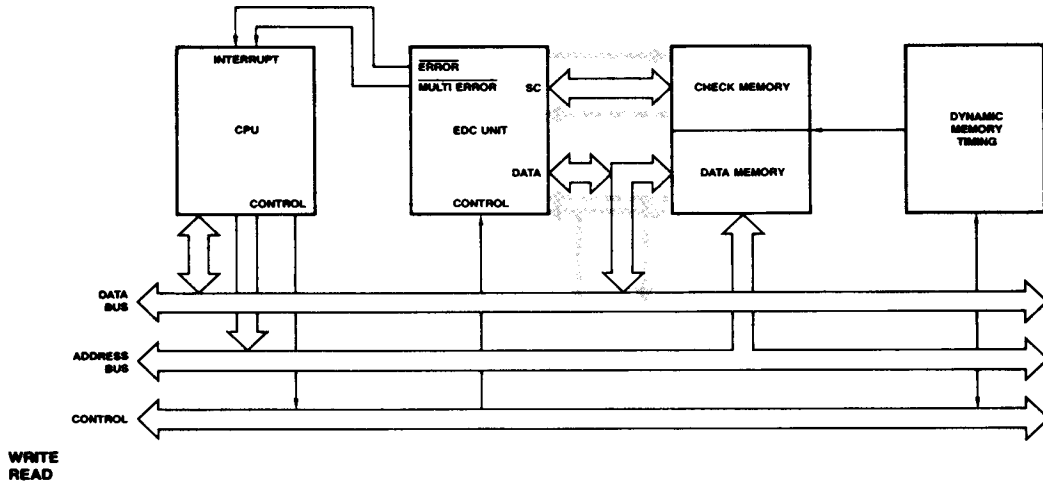 INTERRUPT
CPU
CONTROL
ERROR
MULTI ERROR
SC
EDC UNIT
DATA
CONTROL
CHECK MEMORY
DATA MEMORY
DYNAMIC
MEMORY
TIMING
DATA
BUS
ADDRESS
BUS
CONTROL
WRITE
READ